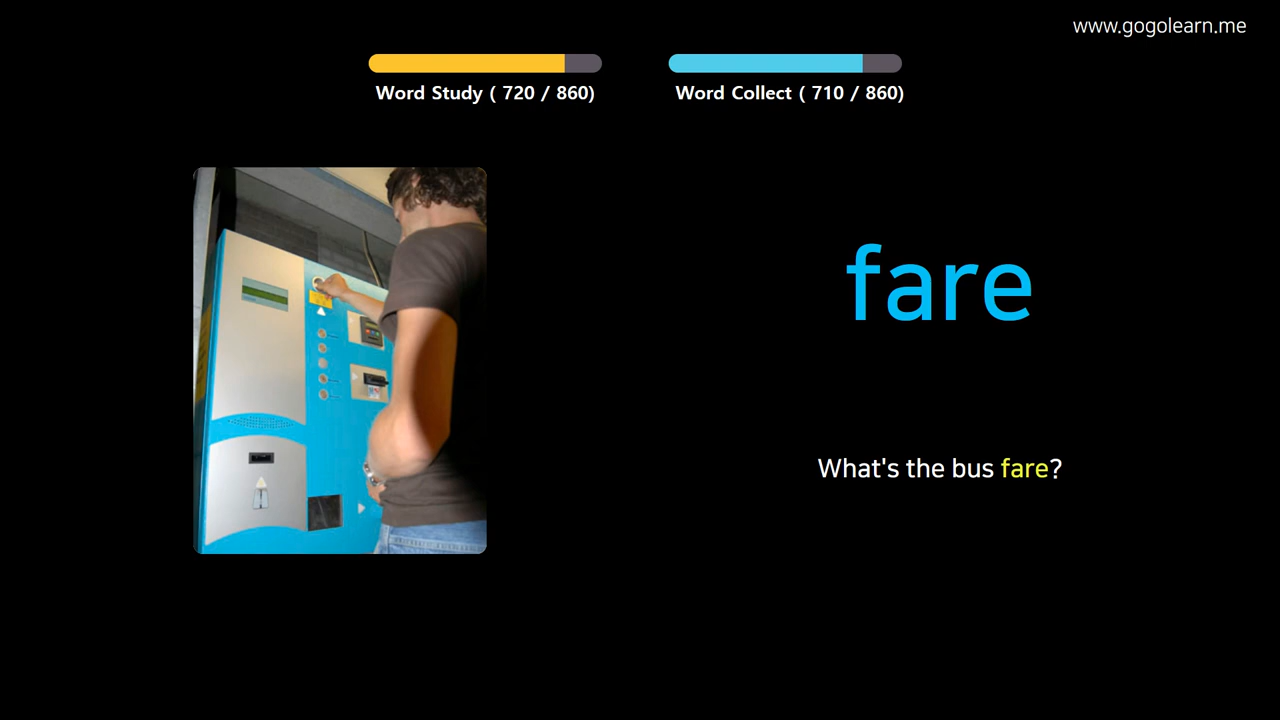 www.gogolearn.me
Word Study ( 720 / 860)
Word Collect ( 710 / 860)
fare
What's the bus fare?